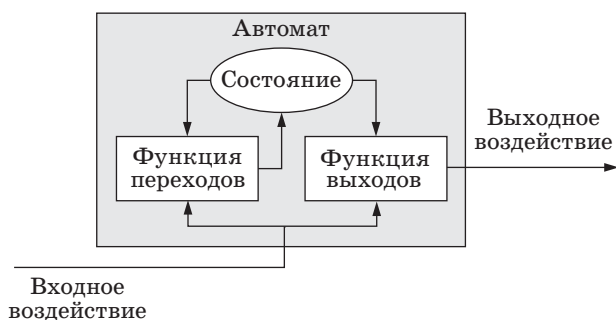 Автомат
Состояние
Функция
переходов
Функция
выходов
Выходное
воздействие
Входное
воздействие